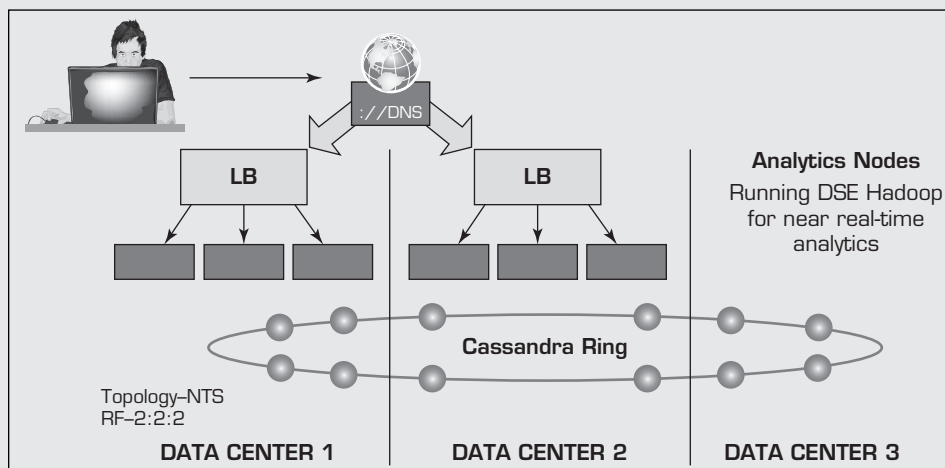 ://DNS
LB
LB
Analytics Nodes
Running DSE Hadoop
for near real-time
analytics
Cassandra Ring
Topology–NTS
RF–2:2:2
DATA CENTER 1
DATA CENTER 2
DATA CENTER 3